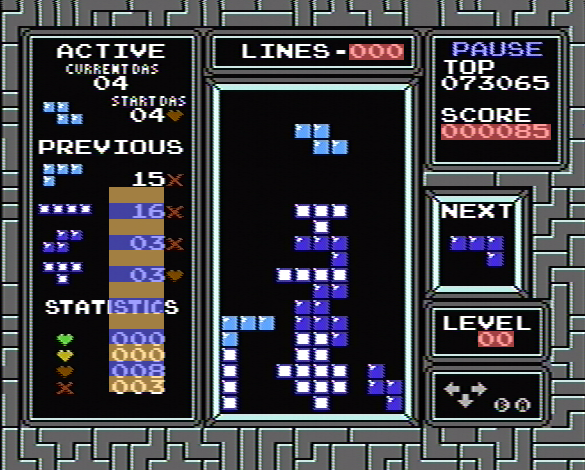 ACTIVE
CURRENT DAS
04
START DAS
04
PREVIOUS
15
16
03
03
STATISTICS
000
000
008
003
LINES-000
PAUSE
TOP
073065
SCORE
000085
NEXT
LEVEL
00
B A